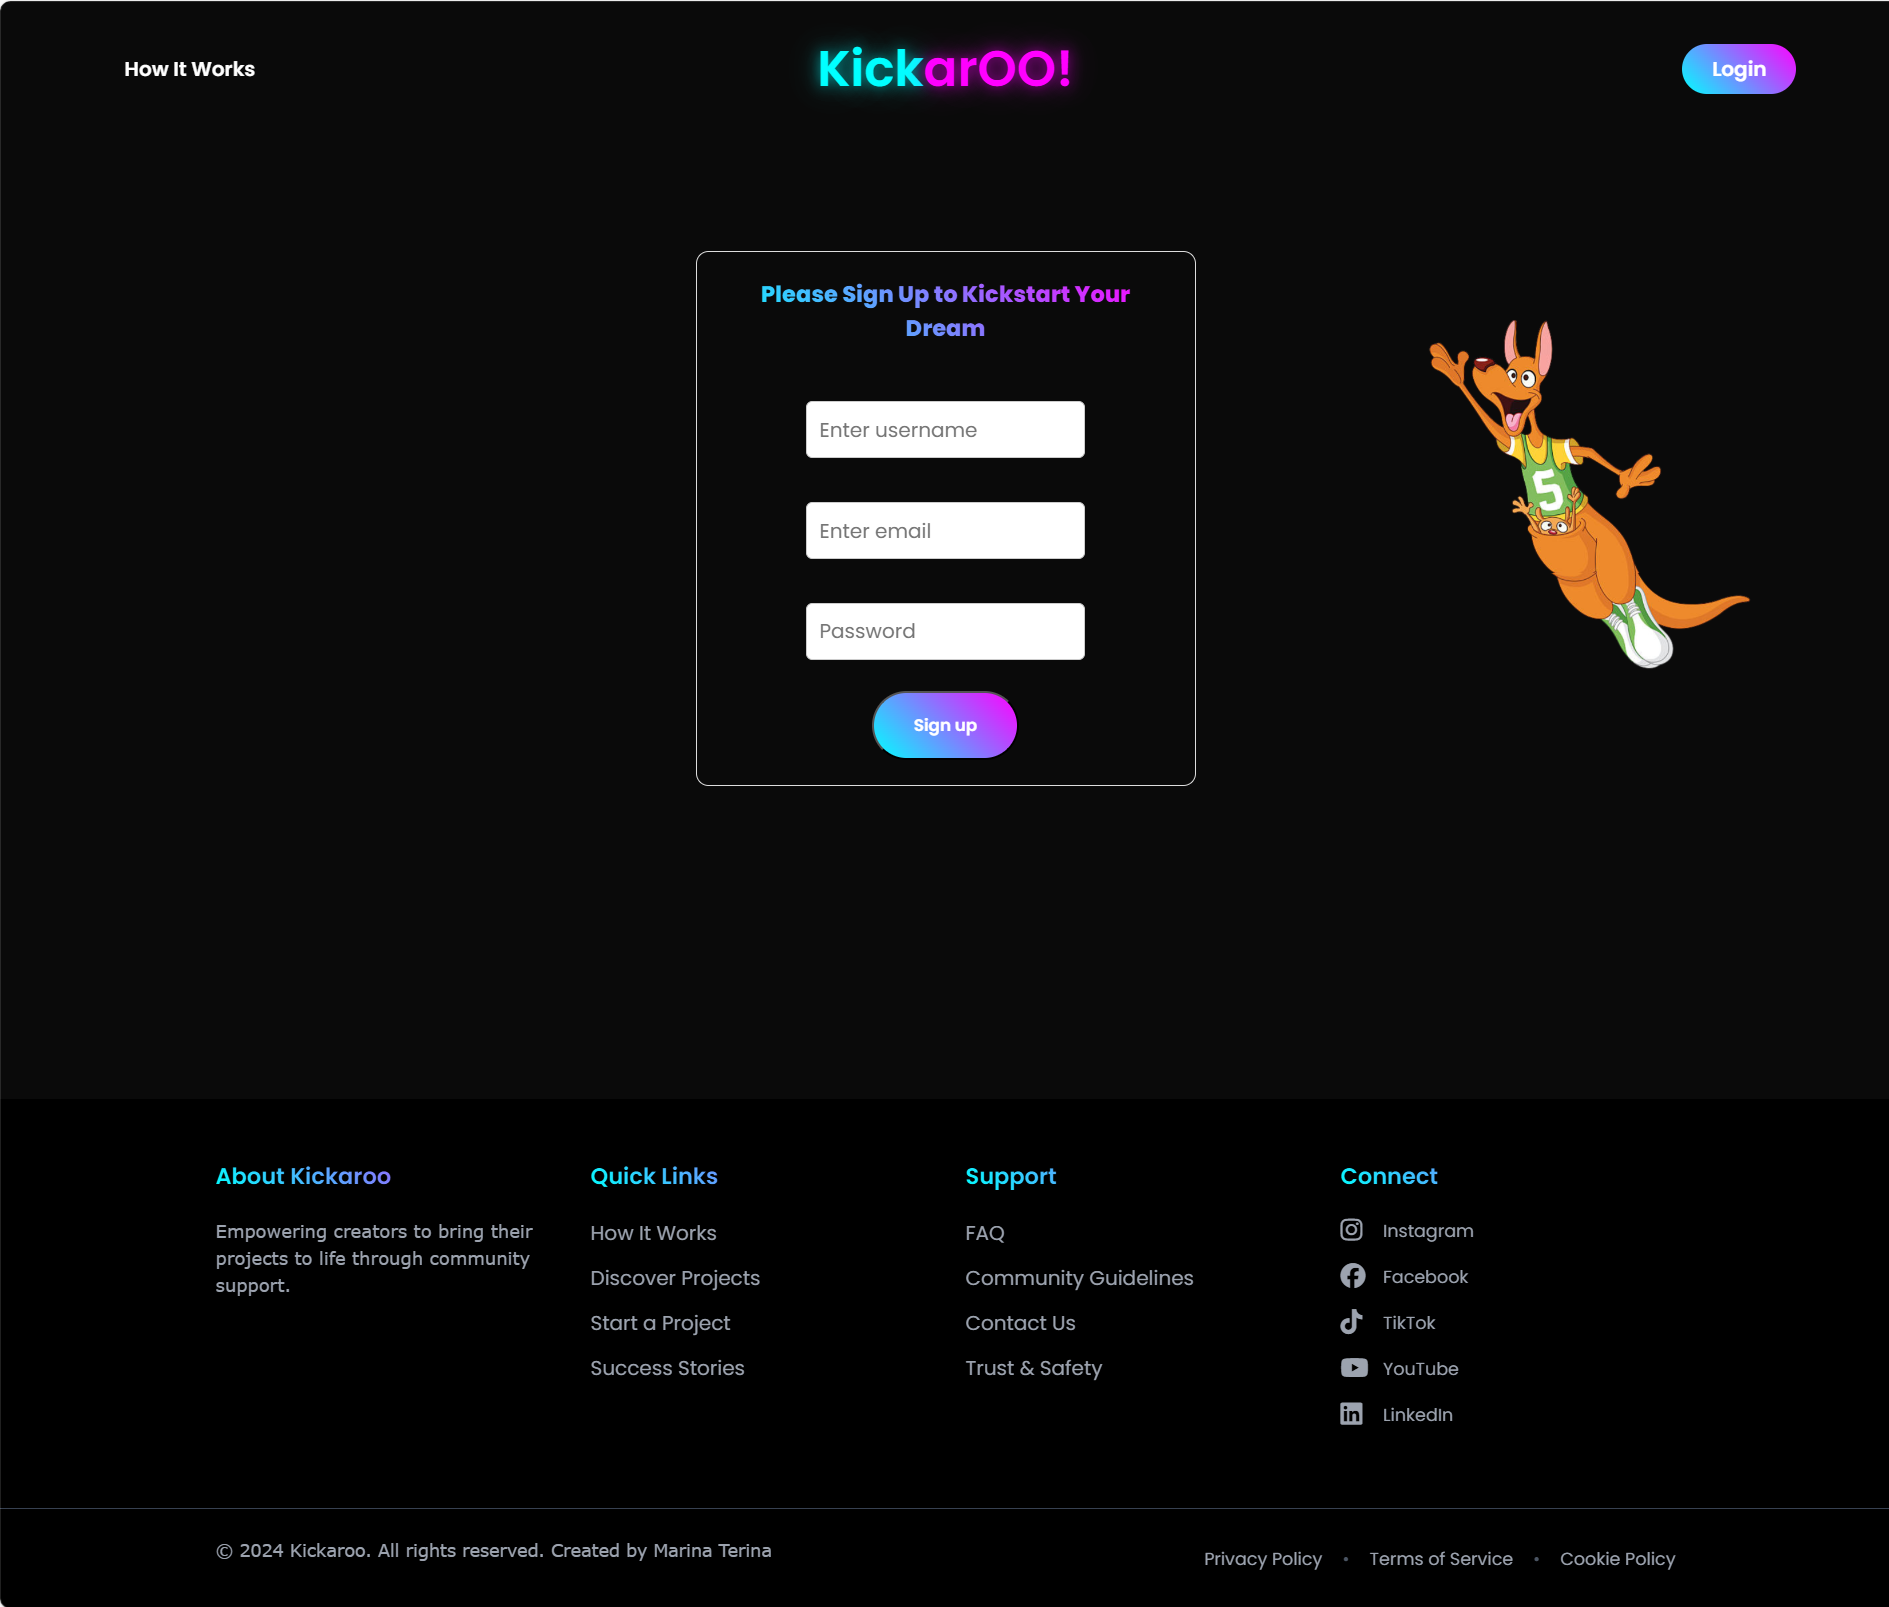 How It Works
KickarOO!
Login
Please Sign Up to Kickstart Your
Dream
Enter username
Enter email
Password
Sign up
5
About Kickaroo
Empowering creators to bring their
projects to life through community
support.
Quick Links
How It Works
Discover Projects
Start a Project
Success Stories
Support
FAQ
Community Guidelines
Contact Us
Trust & Safety
Connect
Instagram
Facebook
TikTok
YouTube
LinkedIn
© 2024 Kickaroo. All rights reserved. Created by Marina Terina
Privacy Policy • Terms of Service • Cookie Policy